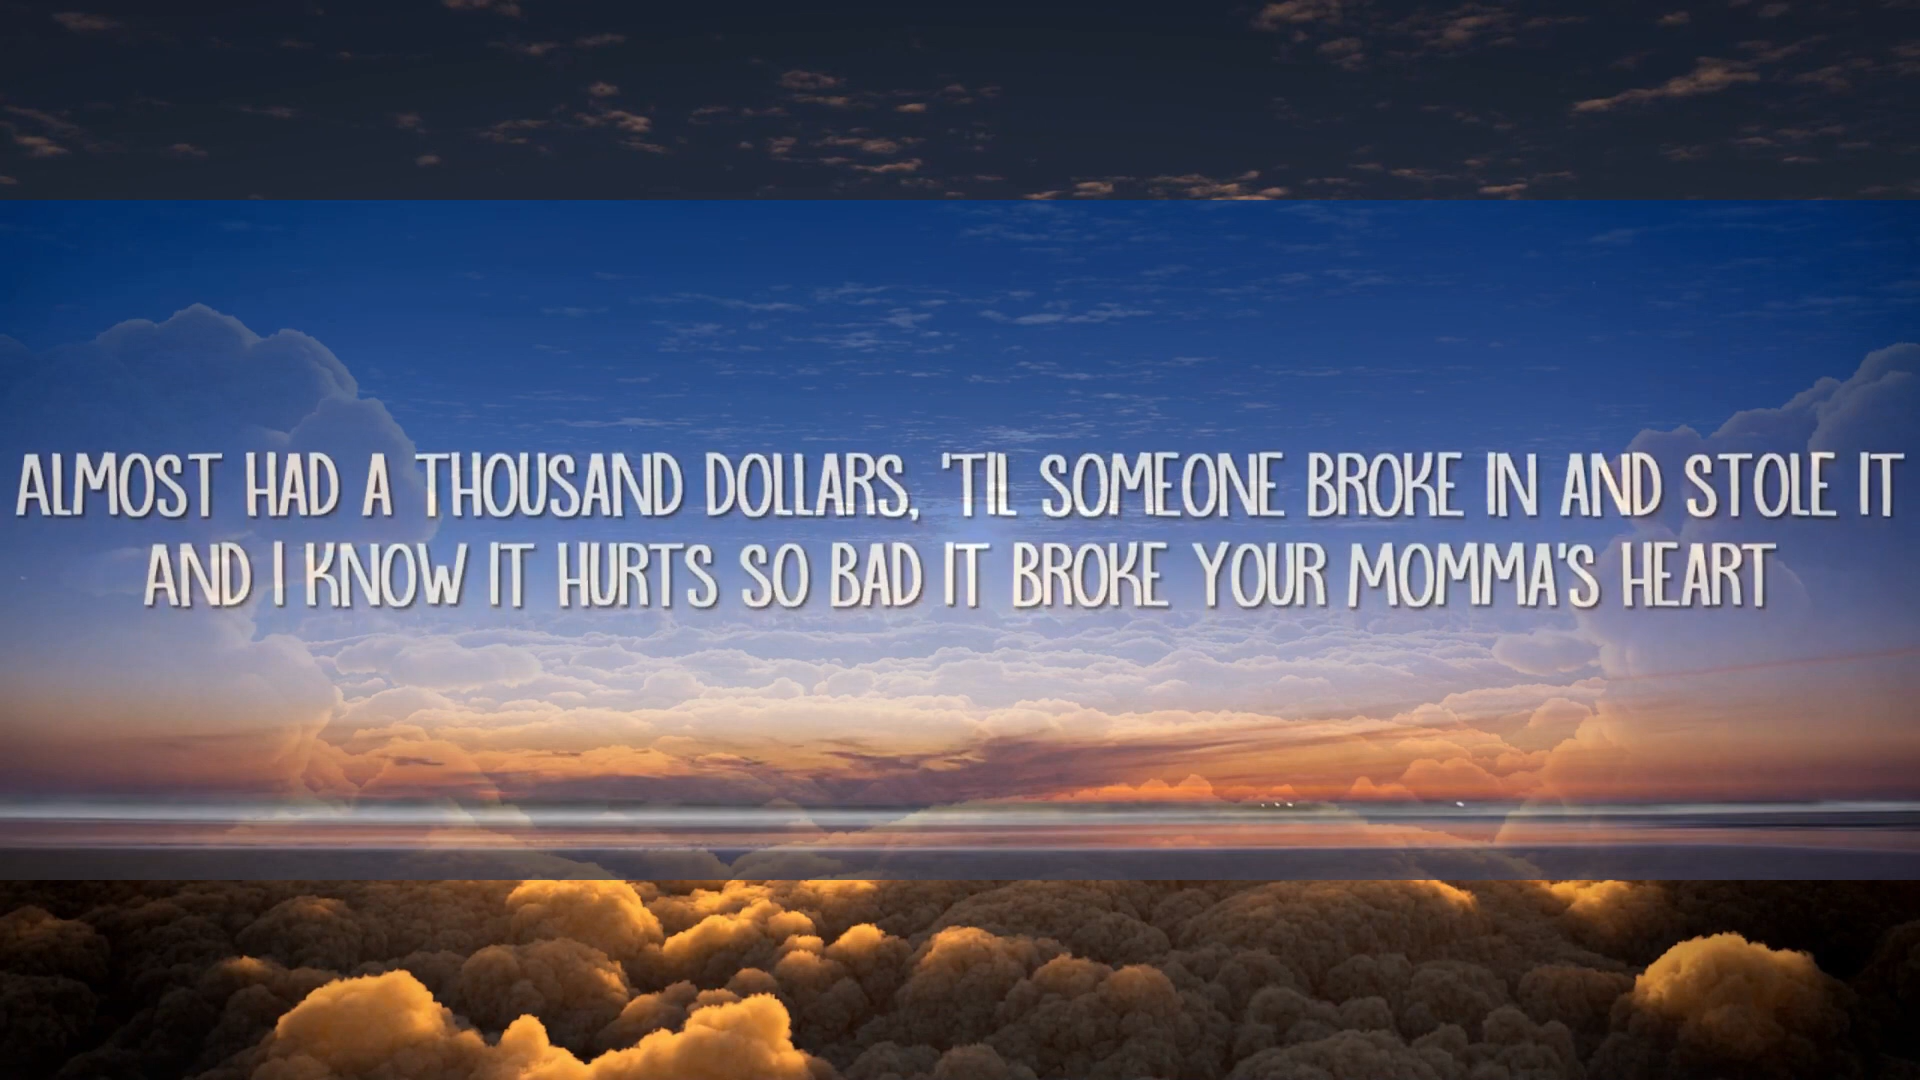 ALMOST HAD A THOUSAND DOLLARS, 'TIL SOMEONE BROKE IN AND STOLE IT
AND I KNOW IT HURTS SO BAD IT BROKE YOUR MOMMA'S HEART